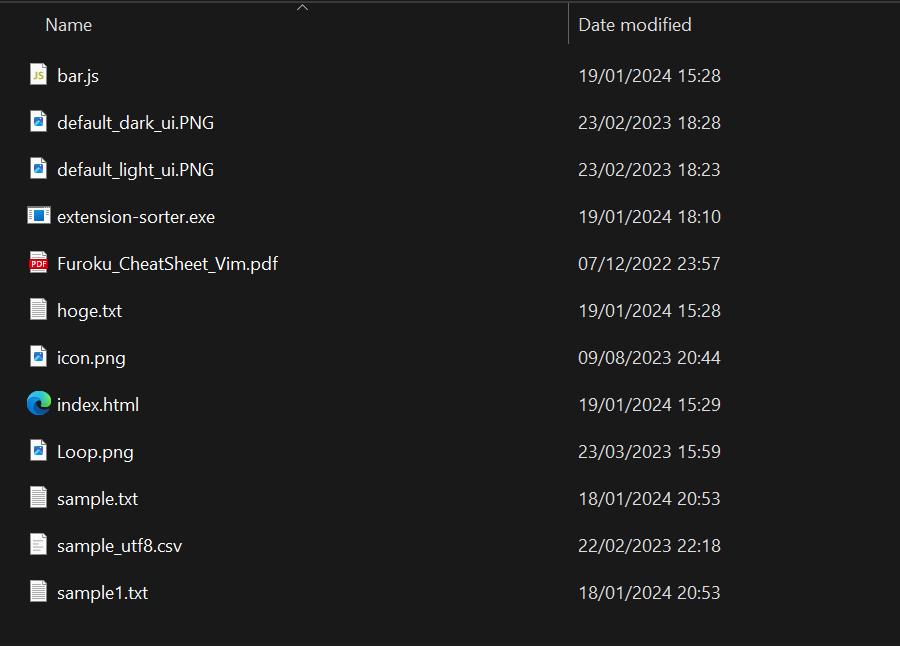 Name Date modified
bar.js 19/01/2024 15:28
default_dark_ui.PNG 23/02/2023 18:28
default_light_ui.PNG 23/02/2023 18:23
extension-sorter.exe 19/01/2024 18:10
Furoku_CheatSheet_Vim.pdf 07/12/2022 23:57
hoge.txt 19/01/2024 15:28
icon.png 09/08/2023 20:44
index.html 19/01/2024 15:29
Loop.png 23/03/2023 15:59
sample.txt 18/01/2024 20:53
sample_utf8.csv 22/02/2023 22:18
sample1.txt 18/01/2024 20:53